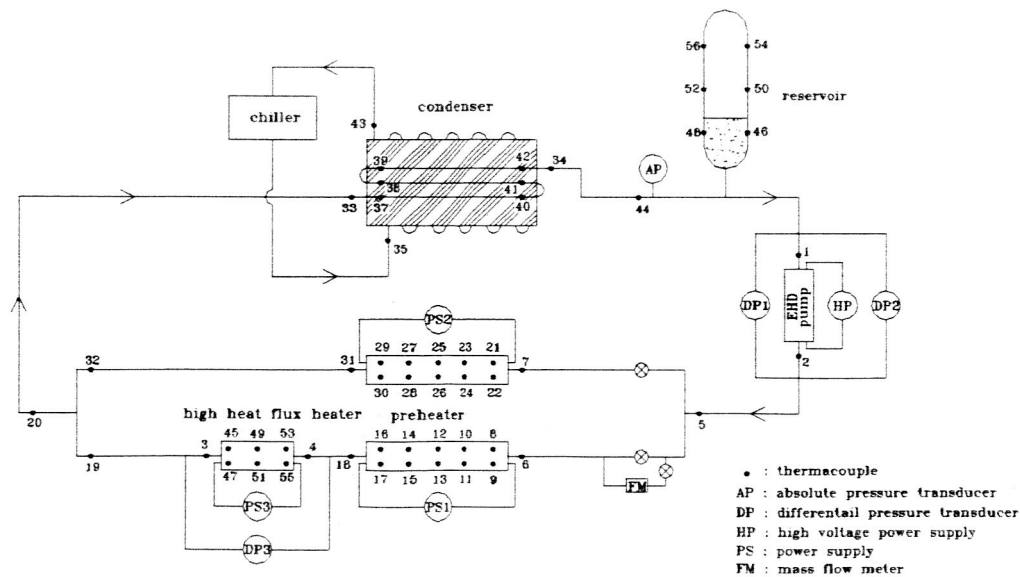 56 54
52 50
reservoir
48 46
chiller
43
condenser
39 42 34
AP
38 41
33 37 40 44
35
1
DP1 EHD pump HP DP2
2
PS2
32 31 29 27 25 23 21 7
30 28 26 24 22
20 5
high heat flux heater preheater
19 3 45 49 53 4 18 16 14 12 10 8 6
47 51 55 17 15 13 11 9
PS3 PS1 FM
DP3
• : thermacouple
AP : absolute pressure transducer
DP : differentail pressure transducer
HP : high voltage power supply
PS : power supply
FM : mass flow meter